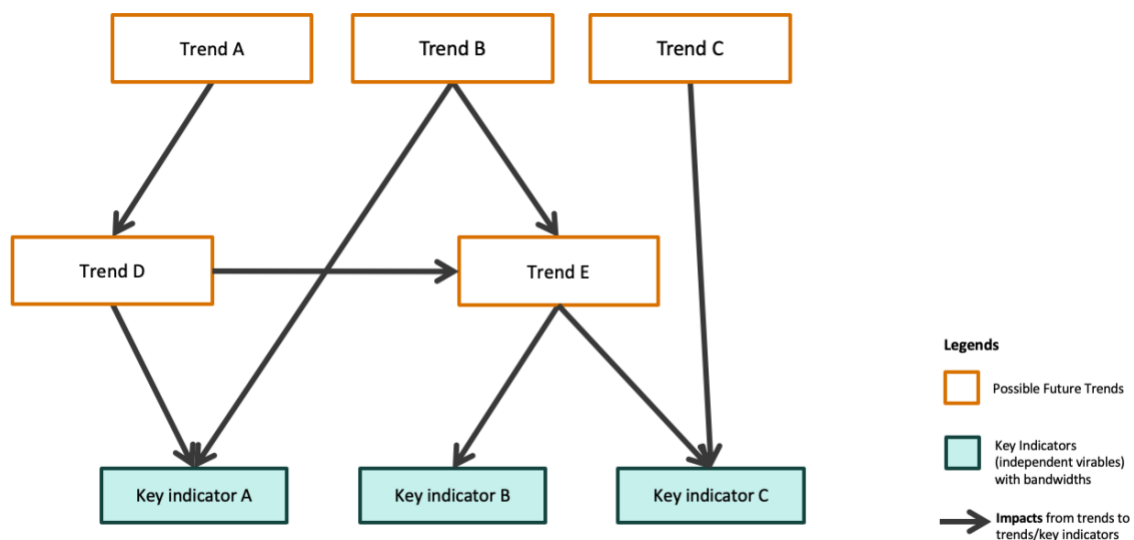 Trend A
Trend B
Trend C
Trend D
Trend E
Key indicator A
Key indicator B
Key indicator C
Legends
Possible Future Trends
Key Indicators
(independent virables)
with bandwidths
Impacts from trends to
trends/key indicators